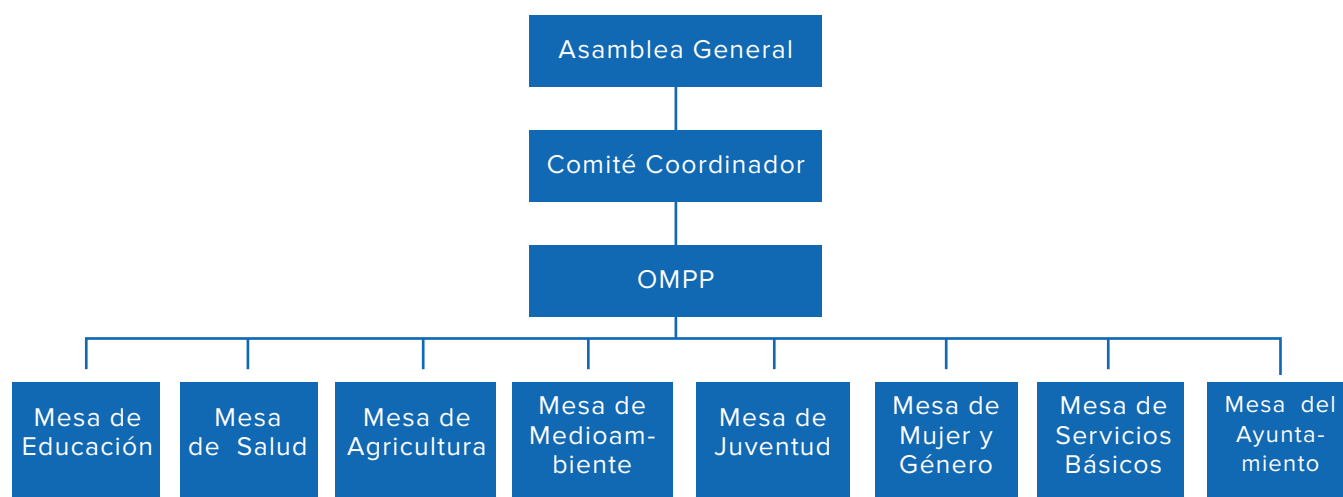 Asamblea General
Comité Coordinador
OMPP
Mesa de
Educación
Mesa
de Salud
Mesa de
Agricultura
Mesa de
Medioam-
biente
Mesa de
Juventud
Mesa de
Mujer y
Género
Mesa de
Servicios
Básicos
Mesa del
Ayunta-
miento